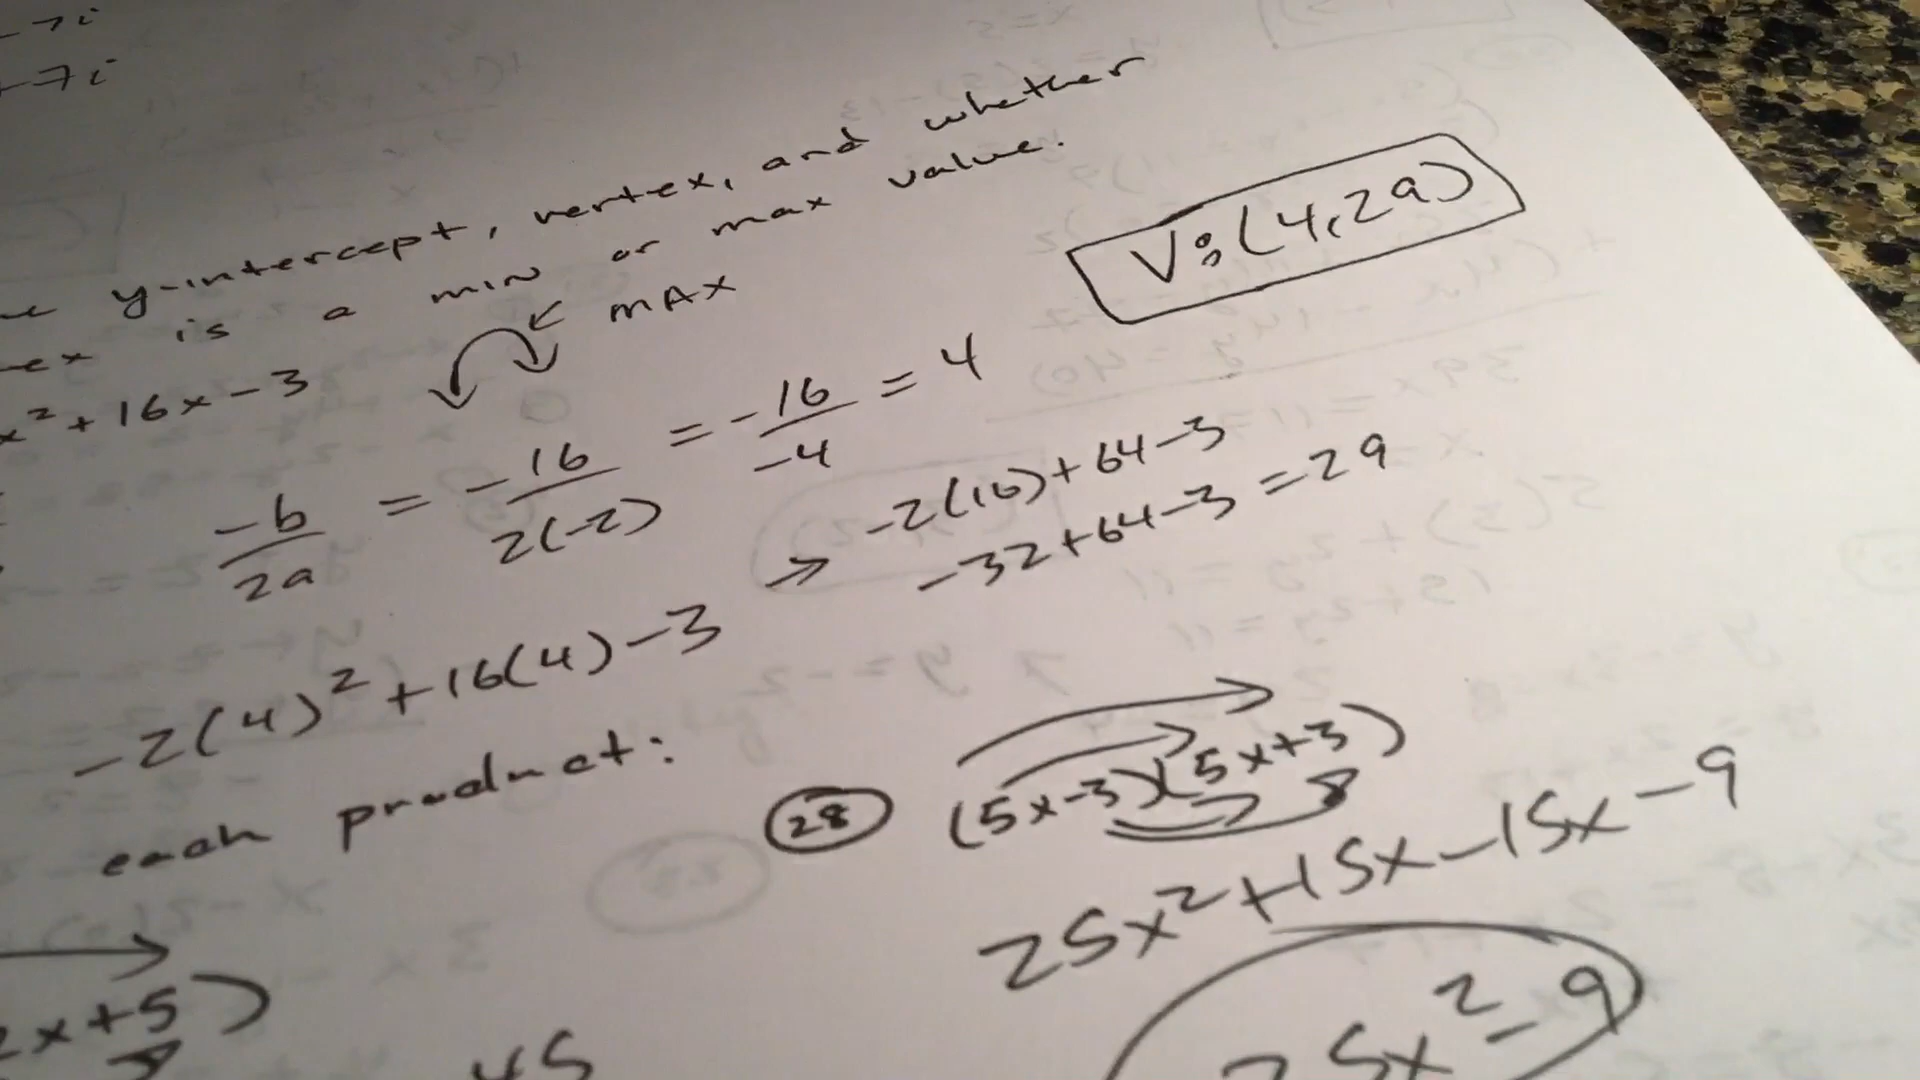 -7i
+7i
y-intercept, vertex, and whether
is a min or max value.
x² + 16x - 3
MAX
V: (4, 29)
-b/2a = -16/2(-2) = -16/-4 = 4
-2(4)² + 16(4) - 3 → -2(16) + 64 - 3
-32 + 64 - 3 = 29
each product:
28 (5x-3)(5x+3)
25x² + 15x - 15x - 9
25x² - 9
2x+5)
45